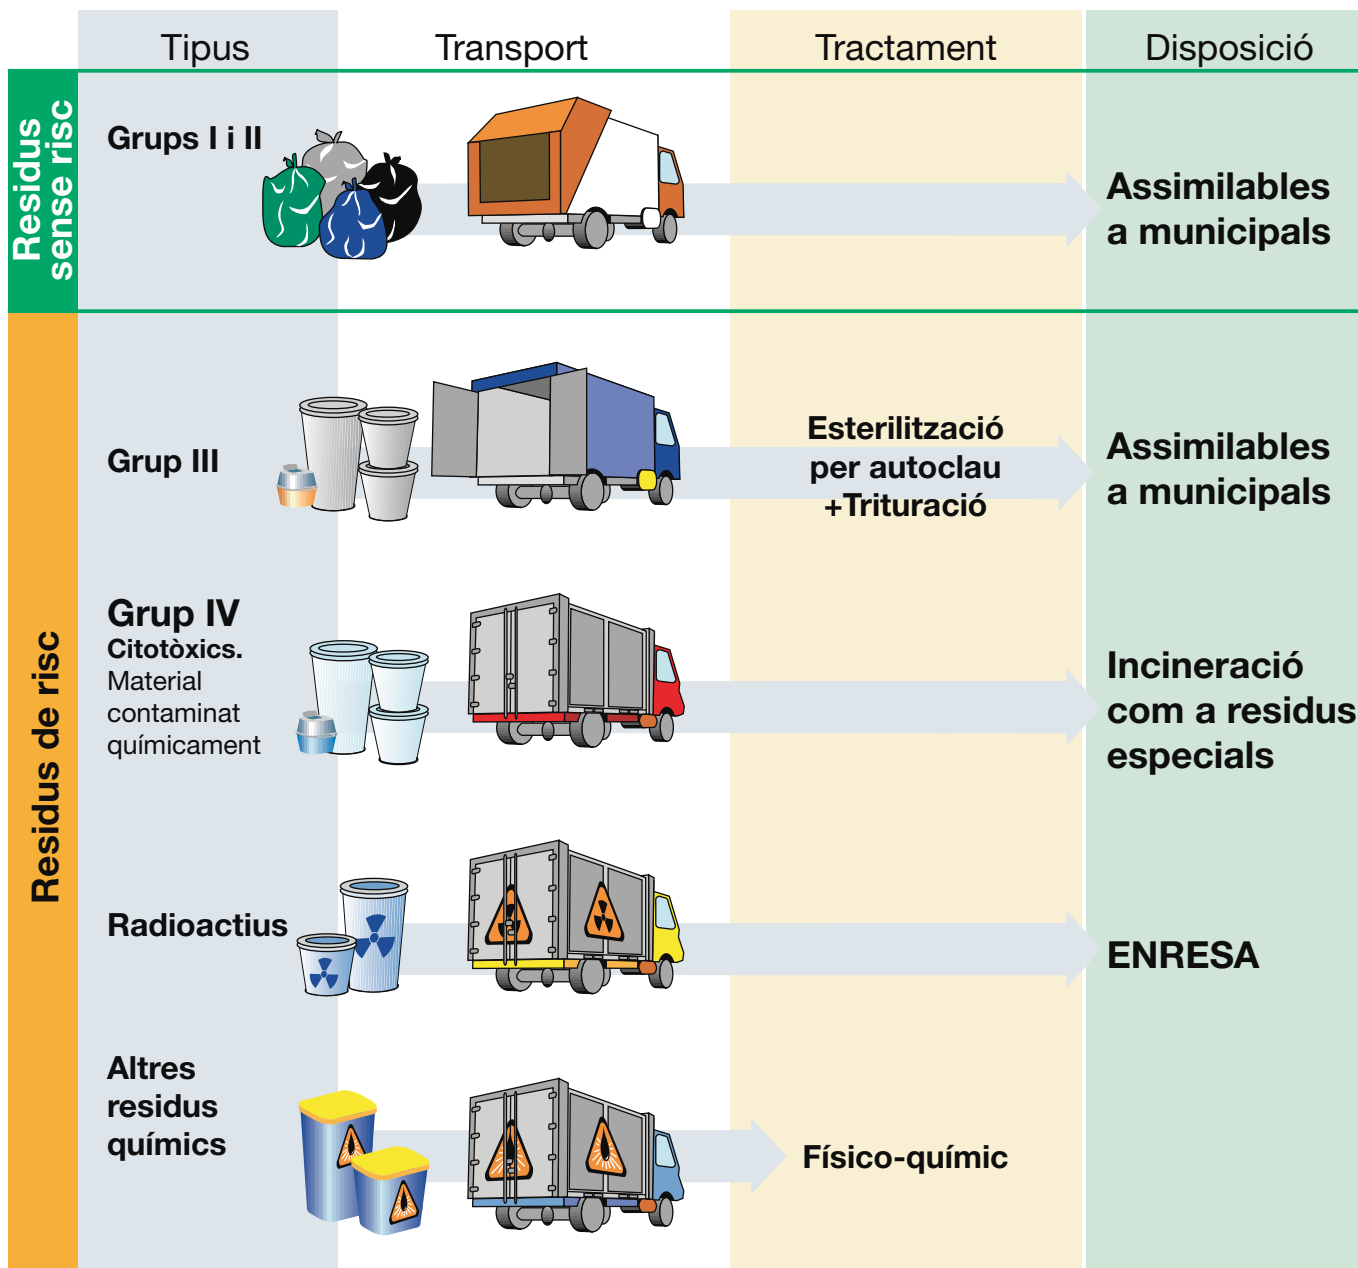 Tipus
Transport
Tractament
Disposició
Residus
sense risc
Grups I i II
Assimilables
a municipals
Residus de risc
Grup III
Esterilització
per autoclau
+Trituració
Assimilables
a municipals
Grup IV
Citotòxics.
Material
contaminat
químicament
Incineració
com a residus
especials
Radioactius
ENRESA
Altres
residus
químics
Físico-químic